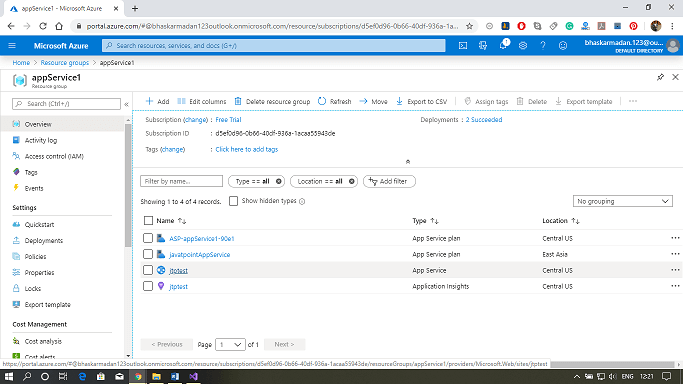 appService1 - Microsoft Azure
portal.azure.com/#@bhaskarmadan123outlook.onmicrosoft.com/resource/subscriptions/d5ef0d96-0b66-40df-936a-1a...
Microsoft Azure
Search resources, services, and docs (G+/)
1
bhaskarmadan.123@ou...
DEFAULT DIRECTORY
Home > Resource groups > appService1
appService1
Resource group
Search (Ctrl+/)
Add Edit columns Delete resource group Refresh Move Export to CSV Assign tags Delete Export template
Overview
Activity log
Access control (IAM)
Tags
Events
Settings
Quickstart
Deployments
Policies
Properties
Locks
Export template
Cost Management
Cost analysis
Cost alerts
Subscription (change) : Free Trial
Deployments : 2 Succeeded
Subscription ID : d5ef0d96-0b66-40df-936a-1acaa55943de
Tags (change) : Click here to add tags
Filter by name...
Type == all
Location == all
Add filter
Showing 1 to 4 of 4 records.
Show hidden types
No grouping
Name Type Location
ASP-appService1-90e1 App Service plan Central US
javatpointAppService App Service plan East Asia
jtptest App Service Central US
jtptest Application Insights Central US
< Previous Page 1 of 1 Next >
https://portal.azure.com/#@bhaskarmadan123outlook.onmicrosoft.com/resource/subscriptions/d5ef0d96-0b66-40df-936a-1acaa55943de/resourceGroups/appService1/providers/Microsoft.Web/sites/jtptest
ENG 12:21